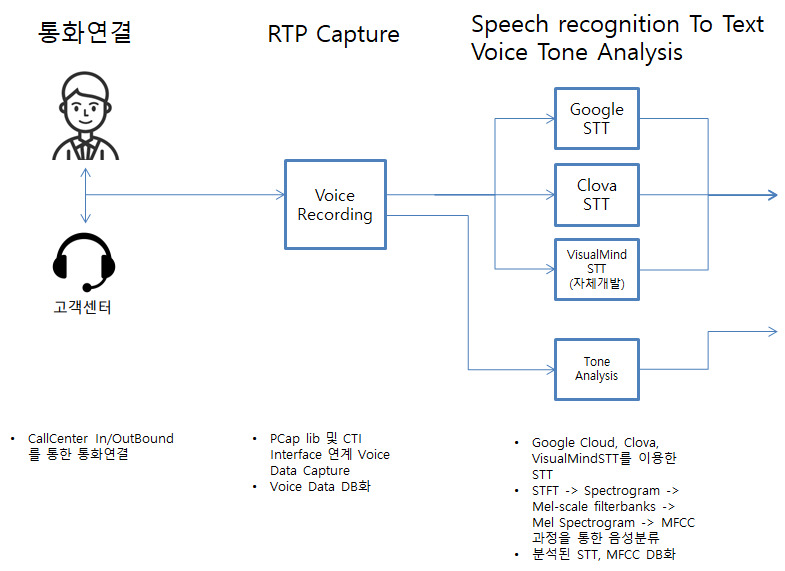 통화연결
RTP Capture
Speech recognition To Text
Voice Tone Analysis
고객센터
Voice
Recording
Google
STT
Clova
STT
VisualMind
STT
(자체개발)
Tone
Analysis
• CallCenter In/OutBound
를 통한 통화연결
• PCap lib 및 CTI
Interface 연계 Voice
Data Capture
• Voice Data DB화
• Google Cloud, Clova,
VisualMindSTT를 이용한
STT
• STFT -> Spectrogram ->
Mel-scale filterbanks ->
Mel Spectrogram -> MFCC
과정을 통한 음성분류
• 분석된 STT, MFCC DB화